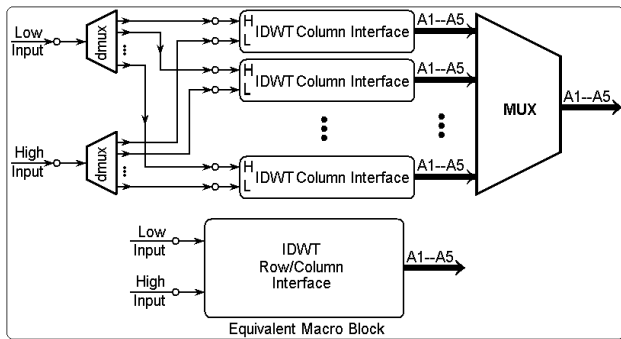 Low
Input
dmux
H
L
IDWT Column Interface
A1--A5
H
L
IDWT Column Interface
A1--A5
MUX
A1--A5
High
Input
dmux
H
L
IDWT Column Interface
A1--A5
Low
Input
High
Input
IDWT
Row/Column
Interface
A1--A5
Equivalent Macro Block